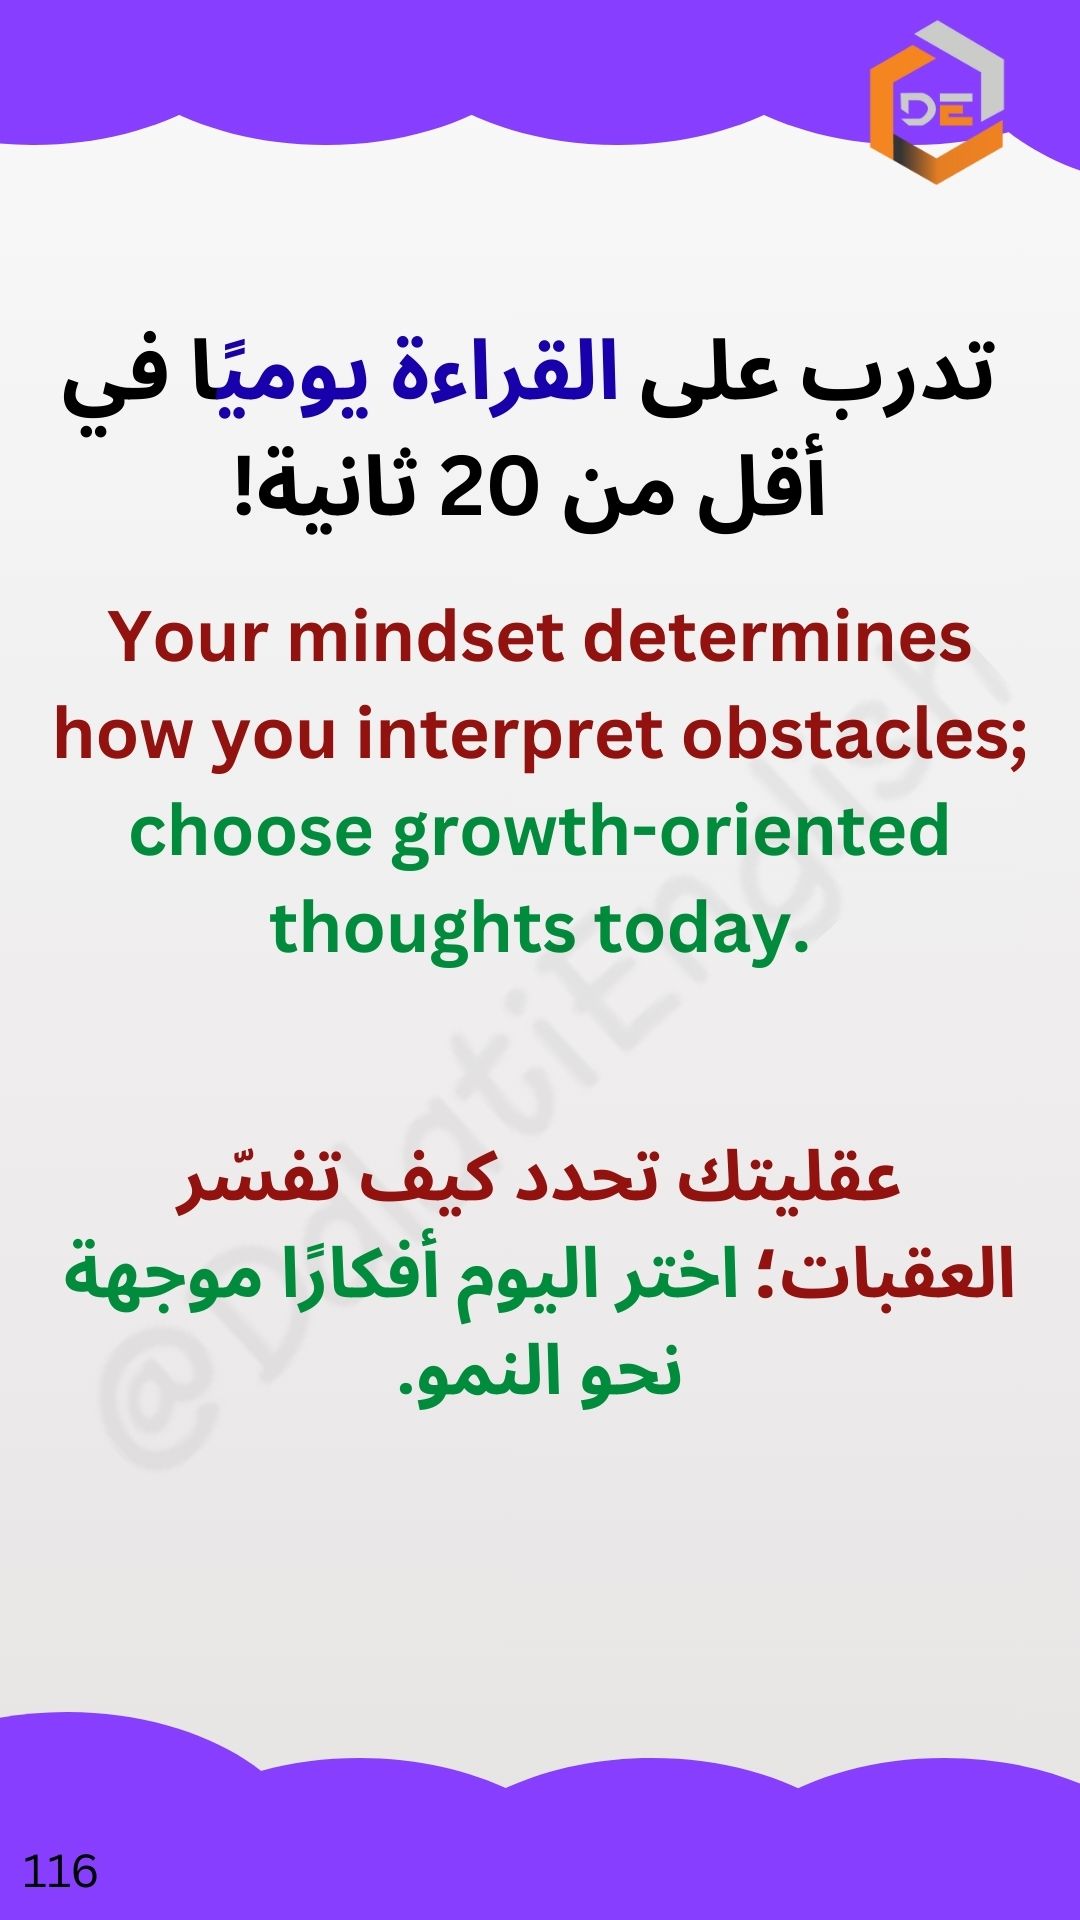 DE
تدرب على القراءة يوميًا في
أقل من 20 ثانية!
Your mindset determines
how you interpret obstacles;
choose growth-oriented
thoughts today.
عقليتك تحدد كيف تفسّر
العقبات؛ اختر اليوم أفكارًا موجهة
نحو النمو.
@DalatiEnglish
116